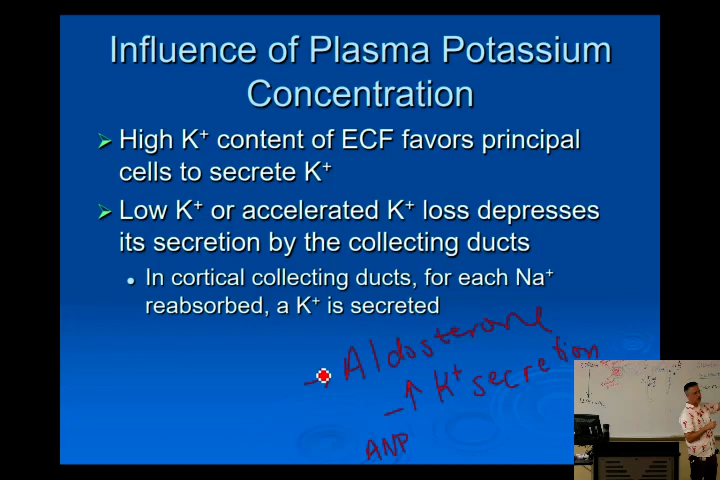 Influence of Plasma Potassium
Concentration
High K+ content of ECF favors principal
cells to secrete K+
Low K+ or accelerated K+ loss depresses
its secretion by the collecting ducts
In cortical collecting ducts, for each Na+
reabsorbed, a K+ is secreted
Aldosterone
- ↑ K+ secretion
ANP